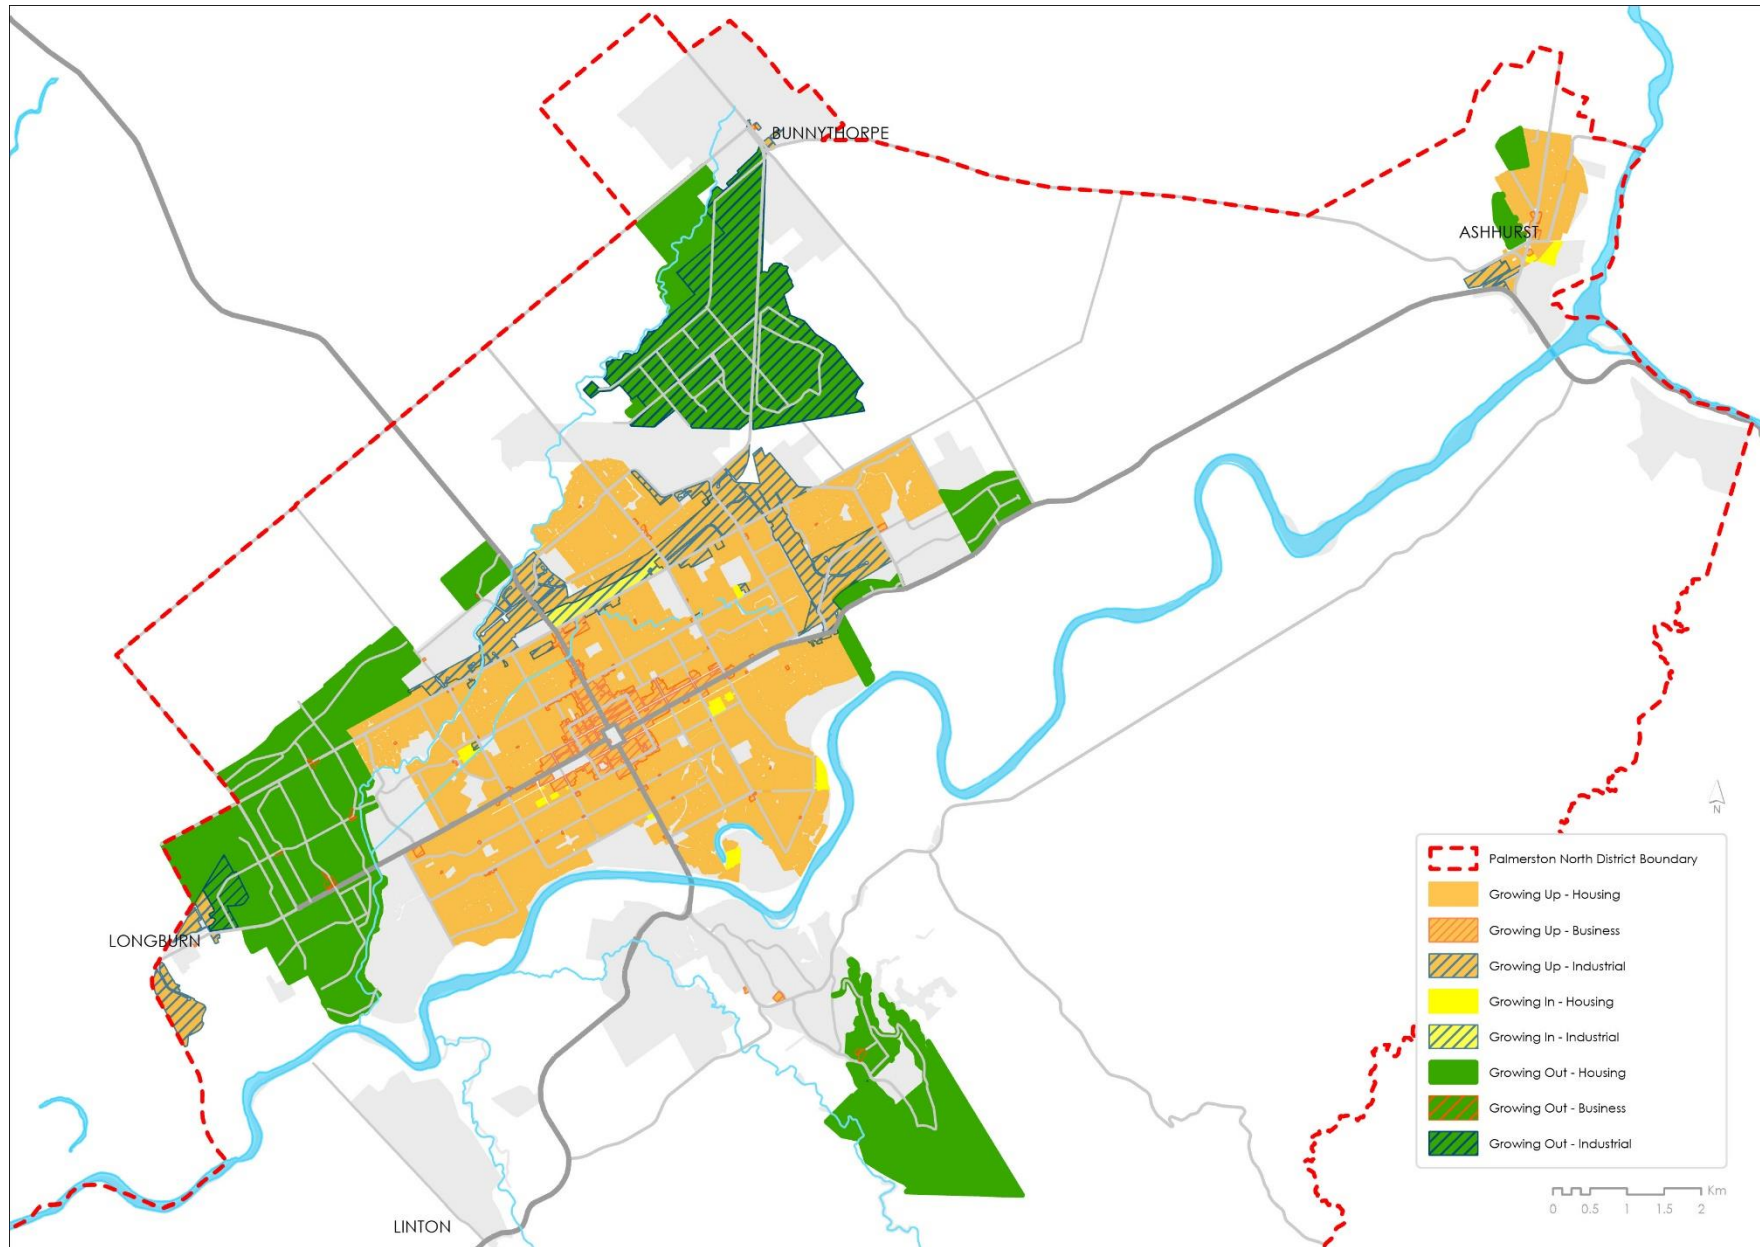 BUNNYTHORPE
ASHHURST
LONGBURN
LINTON
N
Palmerston North District Boundary
Growing Up - Housing
Growing Up - Business
Growing Up - Industrial
Growing In - Housing
Growing In - Industrial
Growing Out - Housing
Growing Out - Business
Growing Out - Industrial
Km
0 0.5 1 1.5 2